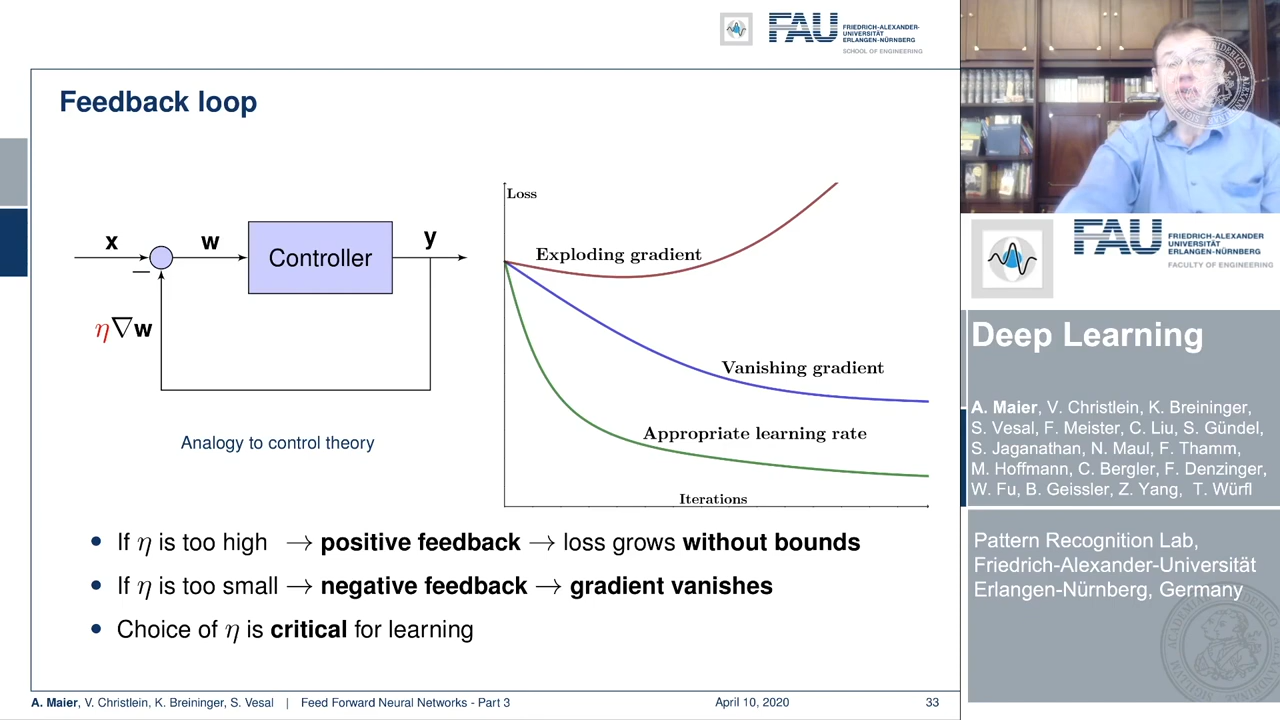 FAU
FRIEDRICH-ALEXANDER-
UNIVERSITÄT
ERLANGEN-NÜRNBERG
SCHOOL OF ENGINEERING
Feedback loop
x
w
Controller
y
−
η∇w
Analogy to control theory
Loss
Exploding gradient
Vanishing gradient
Appropriate learning rate
Iterations
• If η is too high → positive feedback → loss grows without bounds
• If η is too small → negative feedback → gradient vanishes
• Choice of η is critical for learning
A. Maier, V. Christlein, K. Breininger, S. Vesal | Feed Forward Neural Networks - Part 3 April 10, 2020 33
FAU
FRIEDRICH-ALEXANDER
UNIVERSITÄT
ERLANGEN-NÜRNBERG
FACULTY OF ENGINEERING
Deep Learning
A. Maier, V. Christlein, K. Breininger,
S. Vesal, F. Meister, C. Liu, S. Gündel,
S. Jaganathan, N. Maul, F. Thamm,
M. Hoffmann, C. Bergler, F. Denzinger,
W. Fu, B. Geissler, Z. Yang, T. Würfl
Pattern Recognition Lab,
Friedrich-Alexander-Universität
Erlangen-Nürnberg, Germany